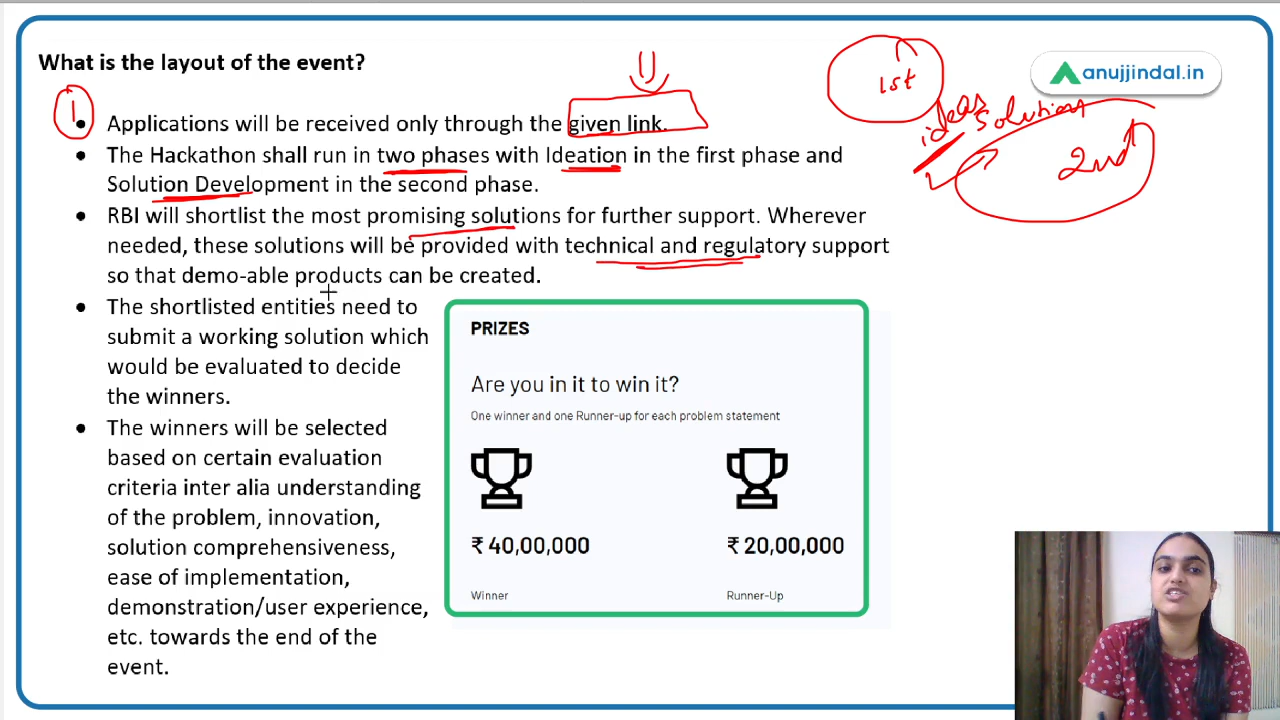 What is the layout of the event?
1st
anujjindal.in
1
ideas
solutions
2nd
• Applications will be received only through the given link.
• The Hackathon shall run in two phases with Ideation in the first phase and
Solution Development in the second phase.
• RBI will shortlist the most promising solutions for further support. Wherever
needed, these solutions will be provided with technical and regulatory support
so that demo-able products can be created.
• The shortlisted entities need to
submit a working solution which
would be evaluated to decide
the winners.
• The winners will be selected
based on certain evaluation
criteria inter alia understanding
of the problem, innovation,
solution comprehensiveness,
ease of implementation,
demonstration/user experience,
etc. towards the end of the
event.
PRIZES
Are you in it to win it?
One winner and one Runner-up for each problem statement
₹ 40,00,000
₹ 20,00,000
Winner
Runner-Up